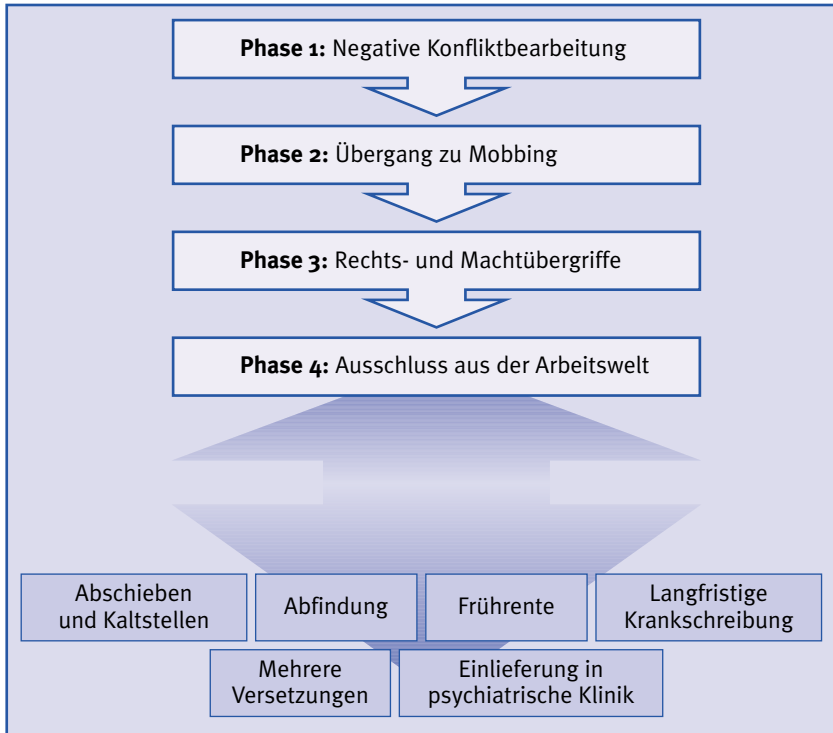 Phase 1: Negative Konfliktbearbeitung
Phase 2: Übergang zu Mobbing
Phase 3: Rechts- und Machtübergriffe
Phase 4: Ausschluss aus der Arbeitswelt
Abschieben
und Kaltstellen
Abfindung
Frührente
Langfristige
Krankschreibung
Mehrere
Versetzungen
Einlieferung in
psychiatrische Klinik